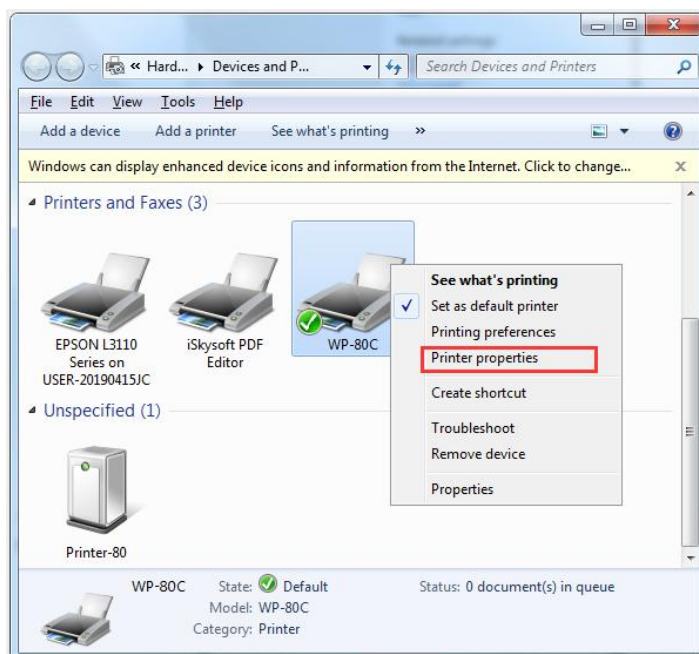 « Hard... ▸ Devices and P...
Search Devices and Printers
File Edit View Tools Help
Add a device Add a printer See what's printing »
Windows can display enhanced device icons and information from the Internet. Click to change...
Printers and Faxes (3)
EPSON L3110
Series on
USER-20190415JC
iSkysoft PDF
Editor
WP-80C
See what's printing
Set as default printer
Printing preferences
Printer properties
Create shortcut
Troubleshoot
Remove device
Properties
Unspecified (1)
Printer-80
WP-80C State: Default Status: 0 document(s) in queue
Model: WP-80C
Category: Printer